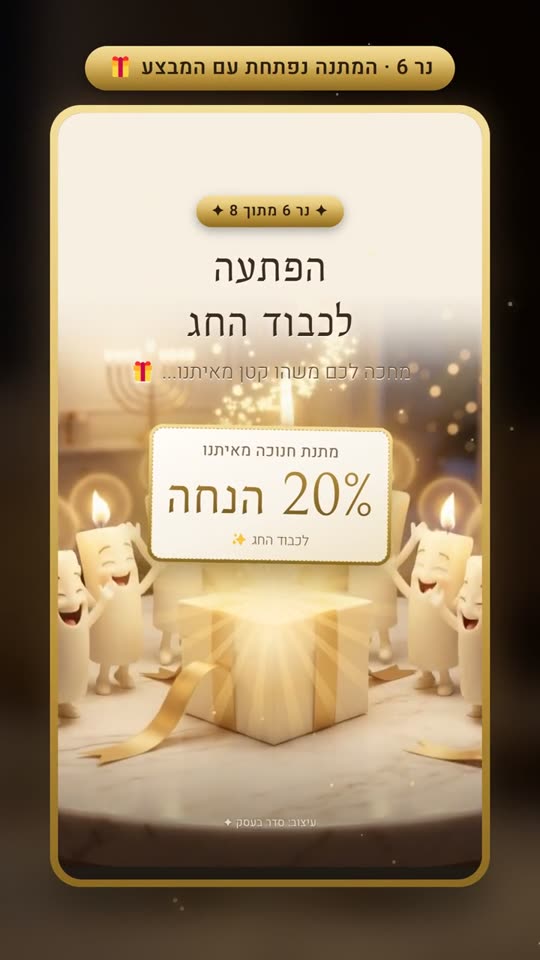 נר 6 · המתנה נפתחת עם המבצע 🎁
✦ נר 6 מתוך 8 ✦
הפתעה
לכבוד החג
מחכה לכם משהו קטן מאיתנו... 🎁
מתנת חנוכה מאיתנו
20% הנחה
לכבוד החג ✨
עיצוב: סדר בעסק ✦